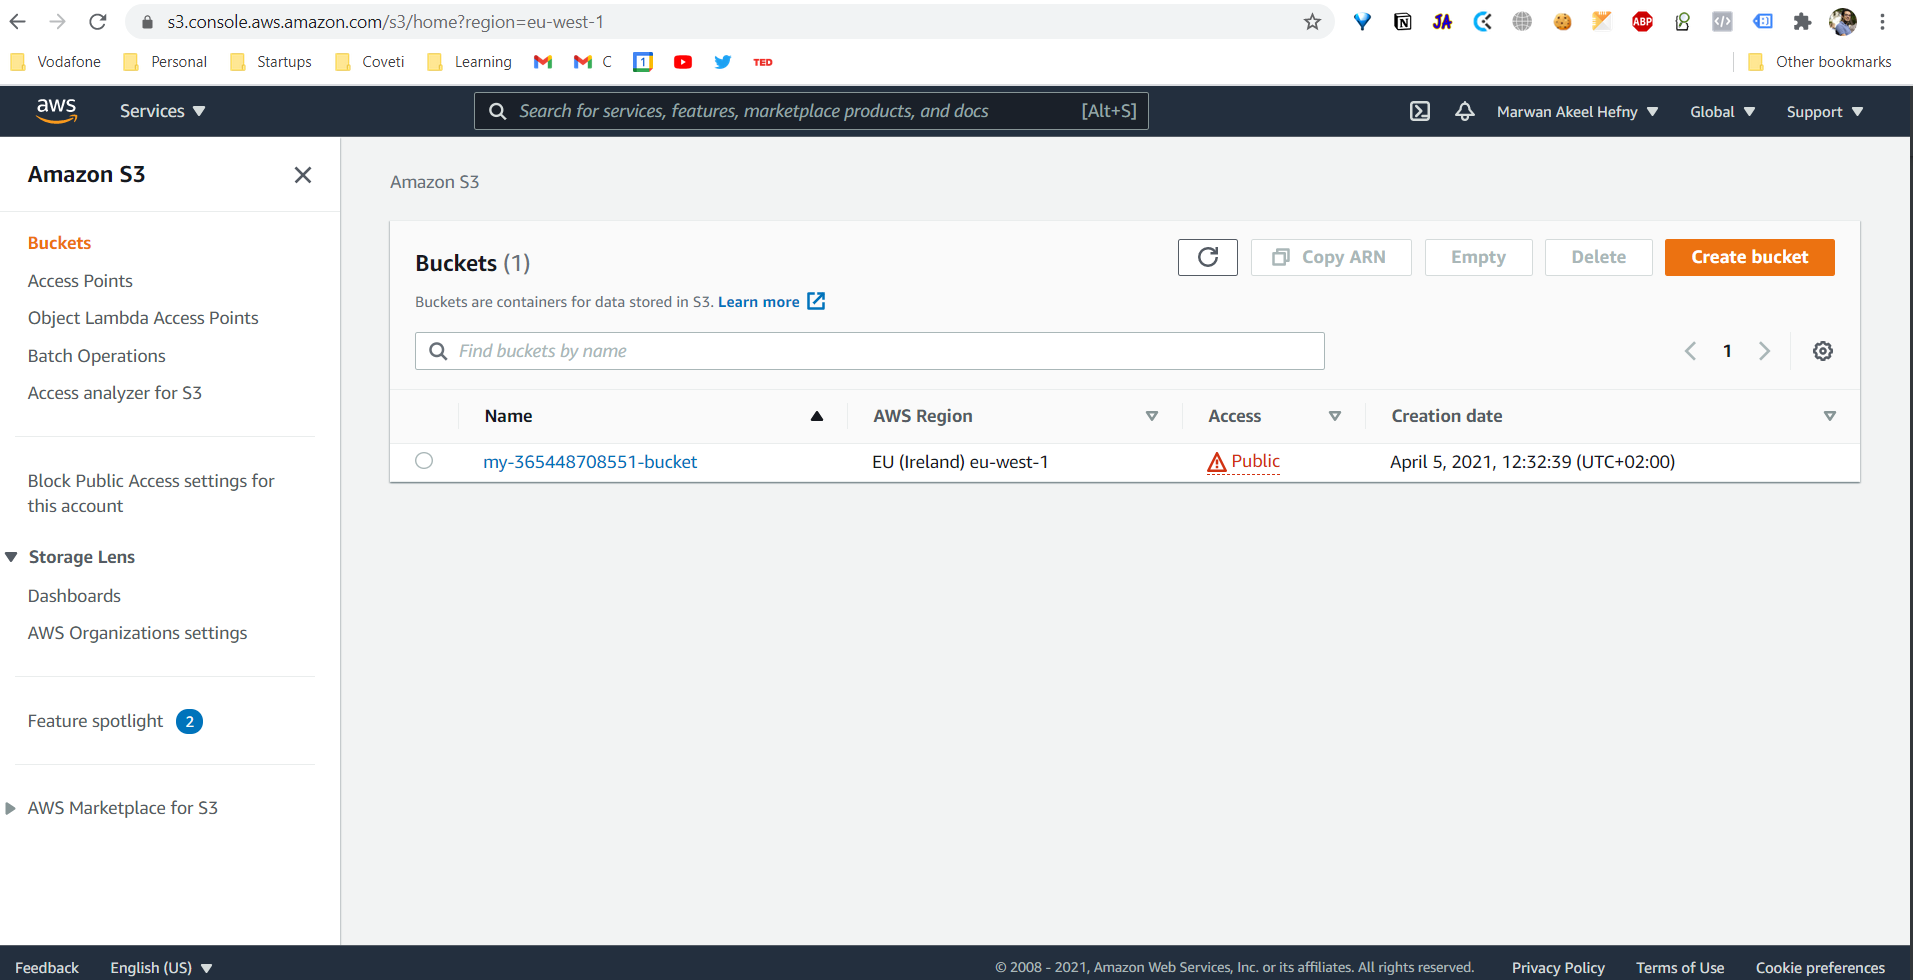 s3.console.aws.amazon.com/s3/home?region=eu-west-1
JA
ABP
Vodafone Personal Startups Coveti Learning C 1 TED Other bookmarks
aws Services Search for services, features, marketplace products, and docs [Alt+S] Marwan Akeel Hefny Global Support
Amazon S3
Buckets
Access Points
Object Lambda Access Points
Batch Operations
Access analyzer for S3
Block Public Access settings for
this account
Storage Lens
Dashboards
AWS Organizations settings
Feature spotlight 2
AWS Marketplace for S3
Amazon S3
Buckets (1)
Copy ARN Empty Delete Create bucket
Buckets are containers for data stored in S3. Learn more
Find buckets by name
1
Name AWS Region Access Creation date
my-365448708551-bucket EU (Ireland) eu-west-1 Public April 5, 2021, 12:32:39 (UTC+02:00)
Feedback English (US) © 2008 - 2021, Amazon Web Services, Inc. or its affiliates. All rights reserved. Privacy Policy Terms of Use Cookie preferences